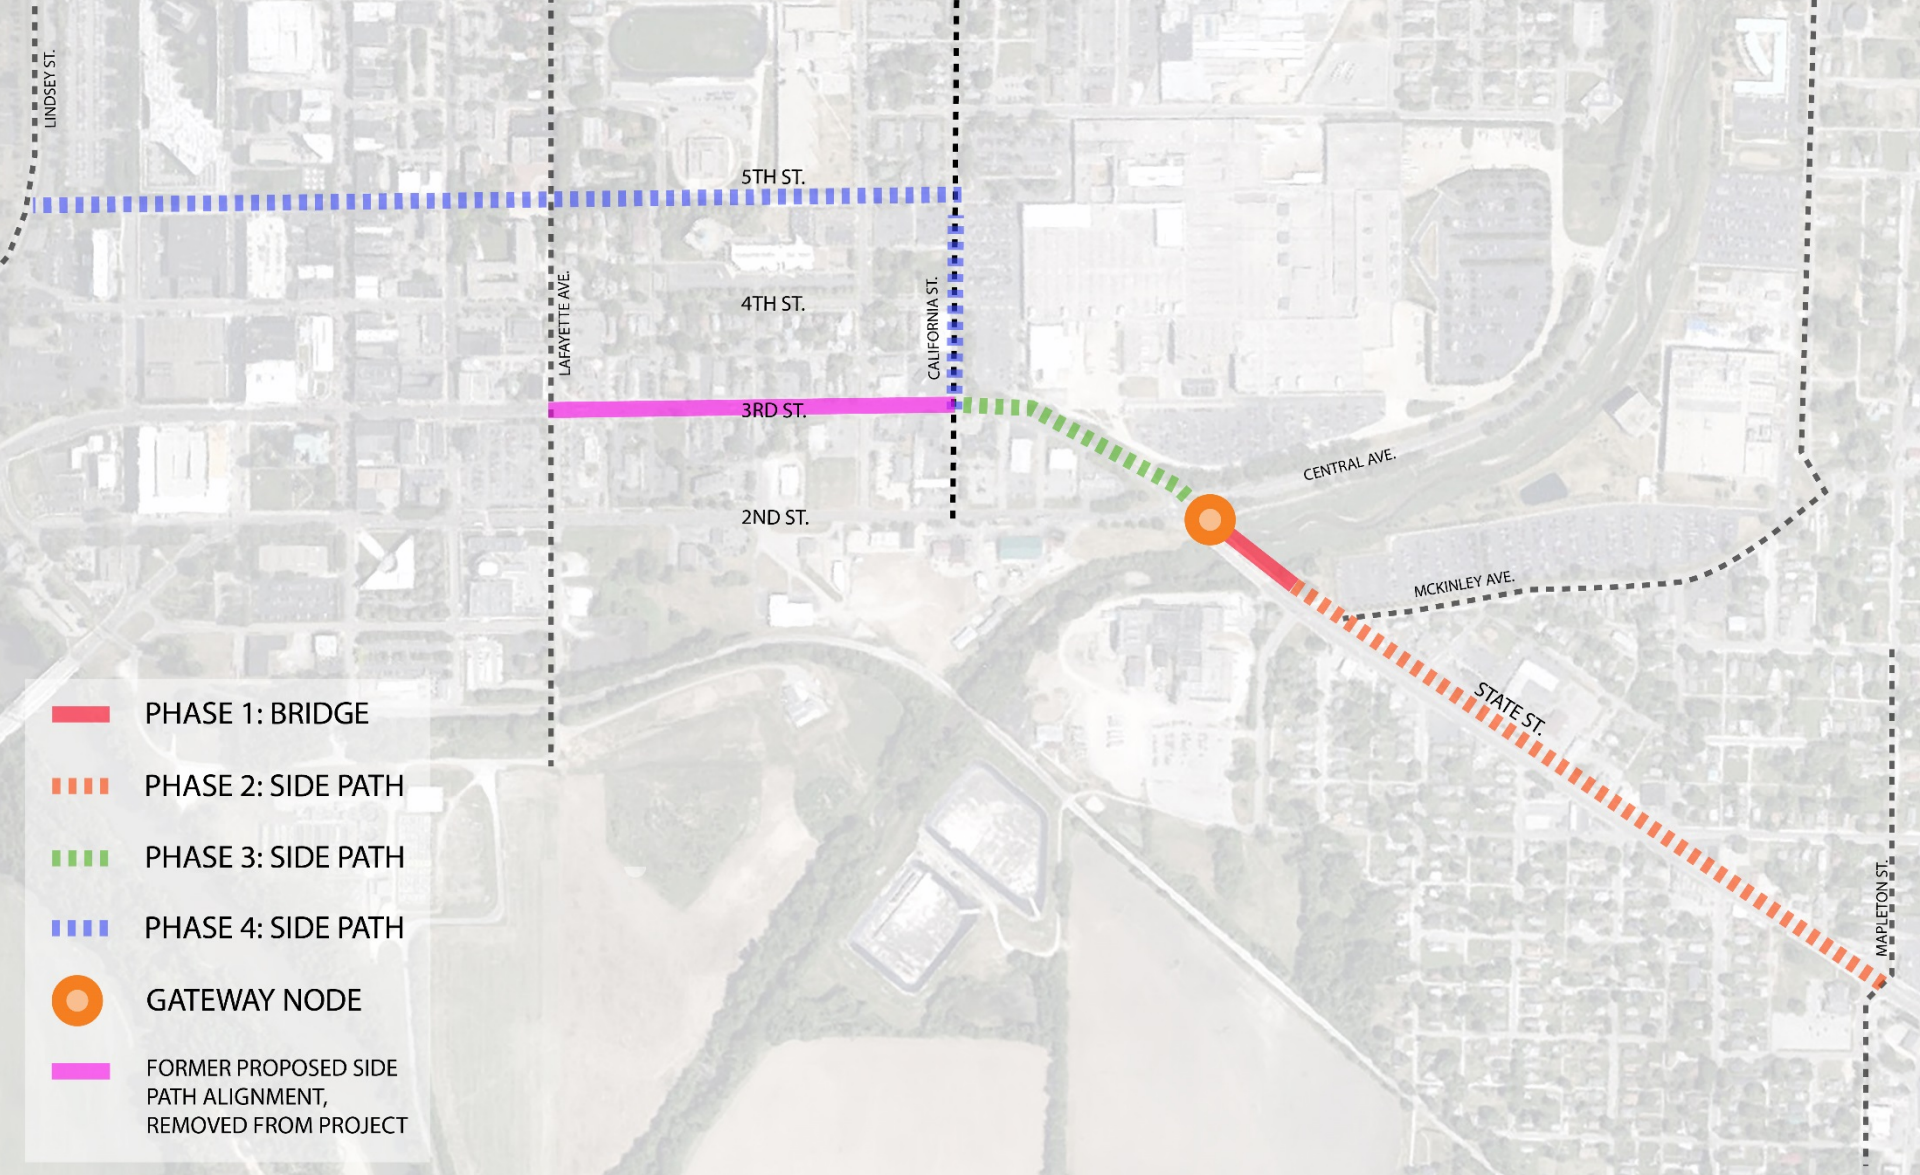 LINDSEY ST.
5TH ST.
LAFAYETTE AVE.
4TH ST.
CALIFORNIA ST.
3RD ST.
CENTRAL AVE.
2ND ST.
MCKINLEY AVE.
STATE ST.
MAPLETON ST.
PHASE 1: BRIDGE
PHASE 2: SIDE PATH
PHASE 3: SIDE PATH
PHASE 4: SIDE PATH
GATEWAY NODE
FORMER PROPOSED SIDE
PATH ALIGNMENT,
REMOVED FROM PROJECT